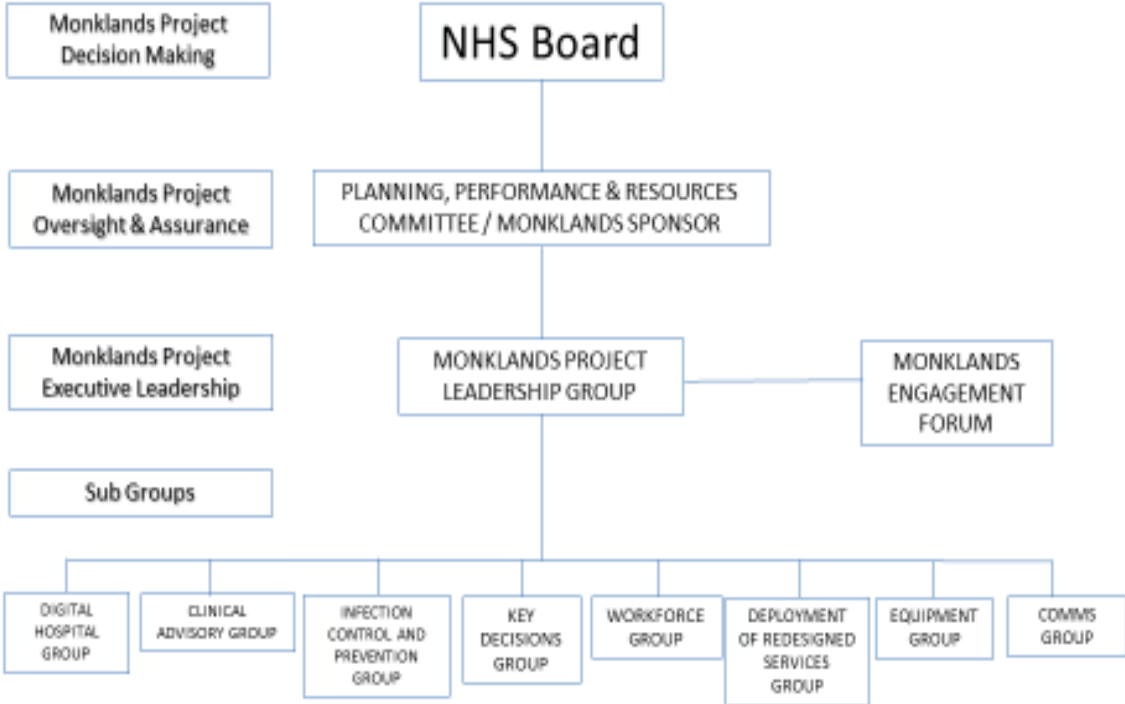 Monklands Project
Decision Making
NHS Board
Monklands Project
Oversight & Assurance
PLANNING, PERFORMANCE & RESOURCES
COMMITTEE / MONKLANDS SPONSOR
Monklands Project
Executive Leadership
MONKLANDS PROJECT
LEADERSHIP GROUP
MONKLANDS
ENGAGEMENT
FORUM
Sub Groups
DIGITAL
HOSPITAL
GROUP
CLINICAL
ADVISORY GROUP
INFECTION
CONTROL AND
PREVENTION
GROUP
KEY
DECISIONS
GROUP
WORKFORCE
GROUP
DEPLOYMENT
OF REDESIGNED
SERVICES
GROUP
EQUIPMENT
GROUP
COMMS
GROUP